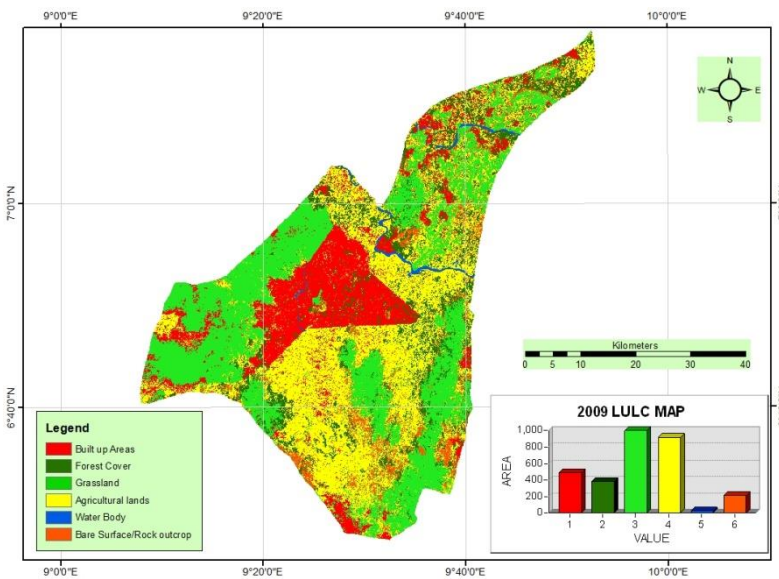 9°0'0"E 9°20'0"E 9°40'0"E 10°0'0"E
N
W E
S
7°0'0"N
Kilometers
0 5 10 20 30 40
6°40'0"N
Legend
Built up Areas
Forest Cover
Grassland
Agricultural lands
Water Body
Bare Surface/Rock outcrop
2009 LULC MAP
AREA
1,000
800
600
400
200
0
1 2 3 4 5 6
VALUE
9°0'0"E 9°20'0"E 9°40'0"E 10°0'0"E